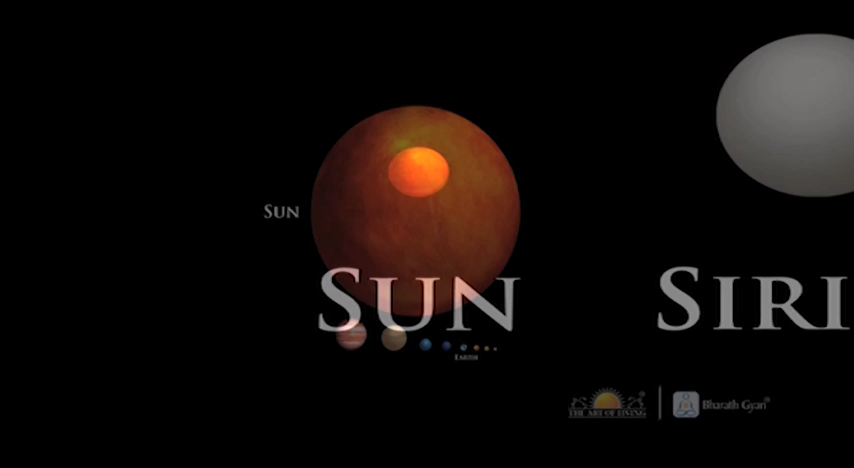 Sun
SUN
SIRI
EARTH
THE ART OF LIVING
Bharath Gyan®